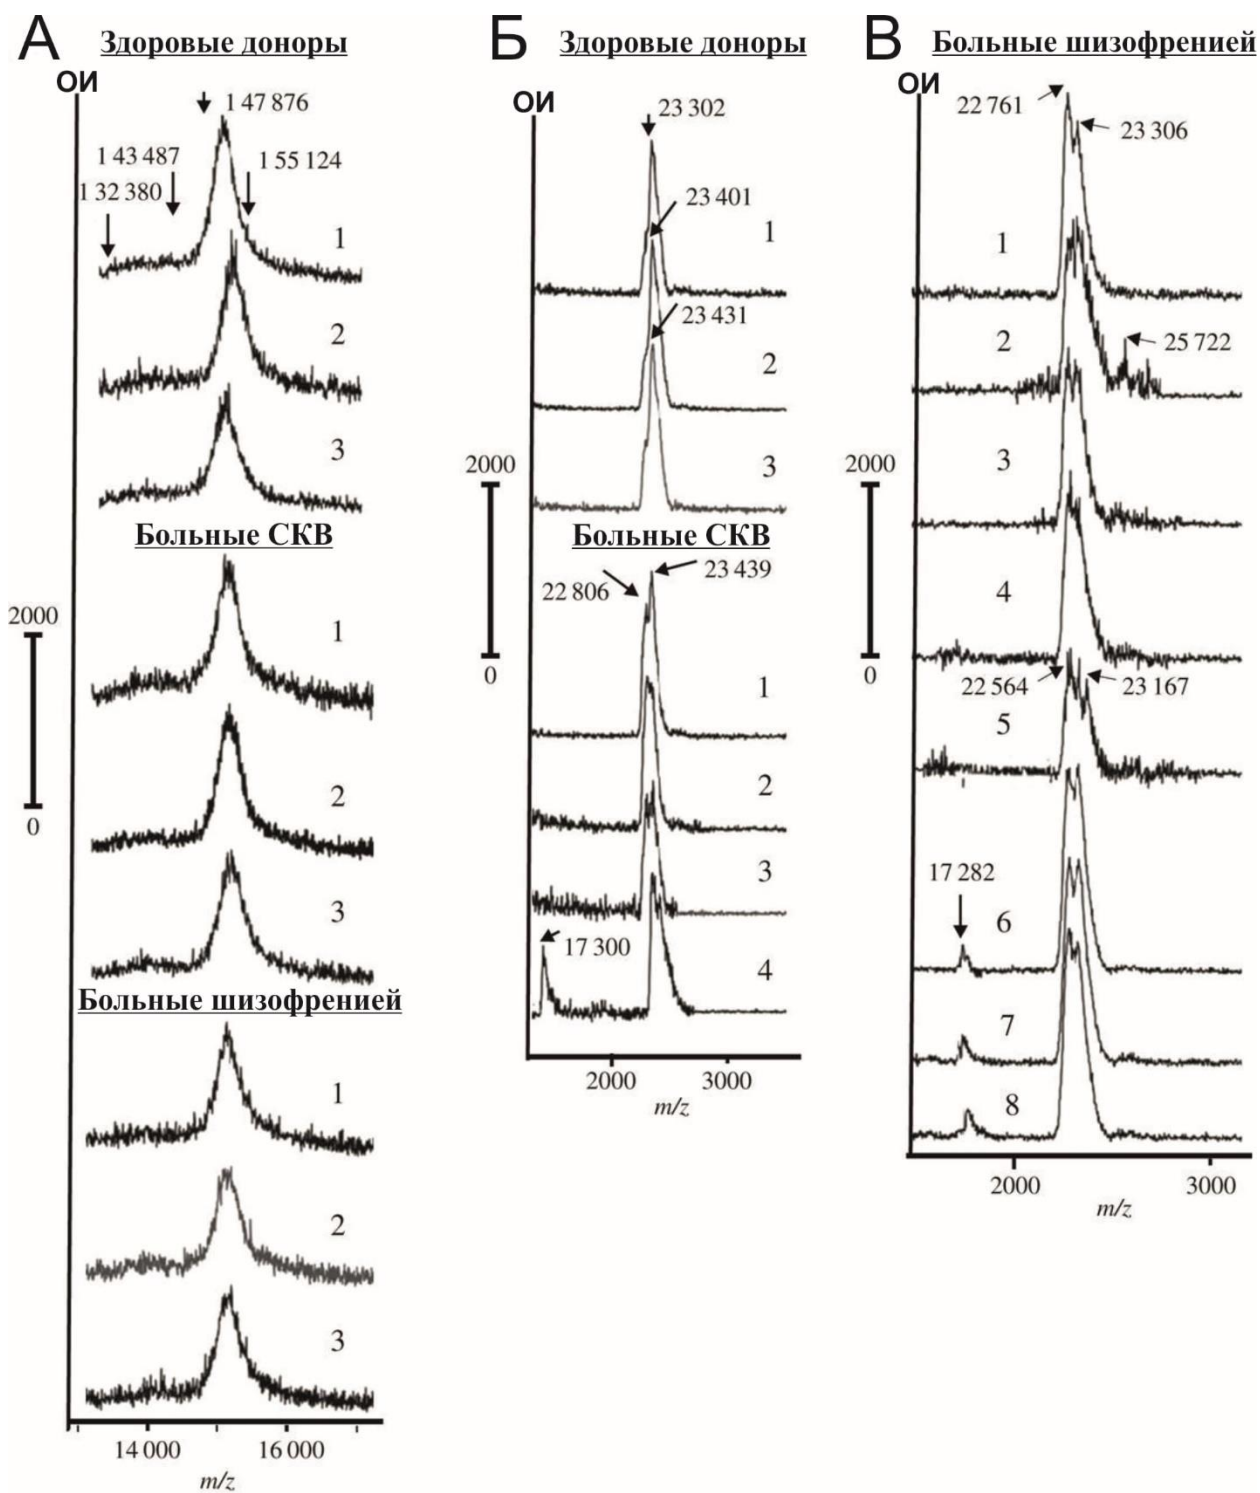 А
Здоровые доноры
ОИ
1 47 876
1 43 487
1 55 124
1 32 380
1
2
3
Больные СКВ
1
2000
2
0
3
Больные шизофренией
1
2
3
14 000
16 000
m/z
Б
Здоровые доноры
ОИ
23 302
23 401
1
23 431
2
2000
3
Больные СКВ
23 439
22 806
0
1
2
3
17 300
4
2000
3000
m/z
В
Больные шизофренией
ОИ
22 761
23 306
1
2
25 722
2000
3
4
0
22 564
23 167
5
17 282
6
7
8
2000
3000
m/z